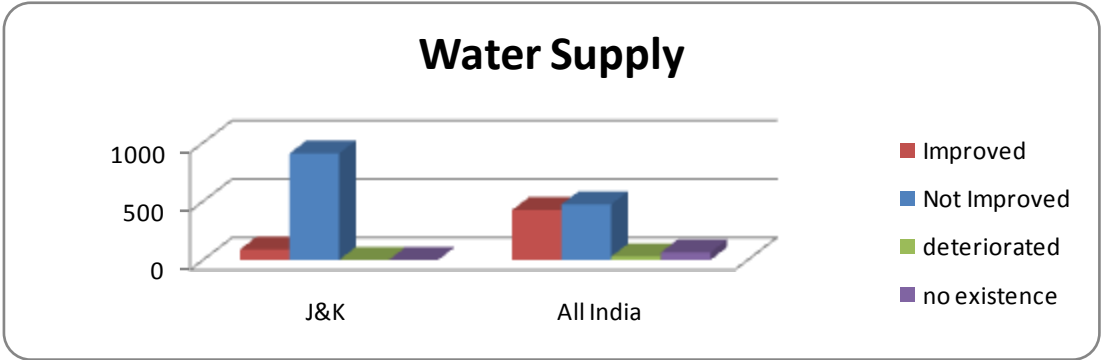 Water Supply
1000
500
0
J&K
All India
Improved
Not Improved
deteriorated
no existence